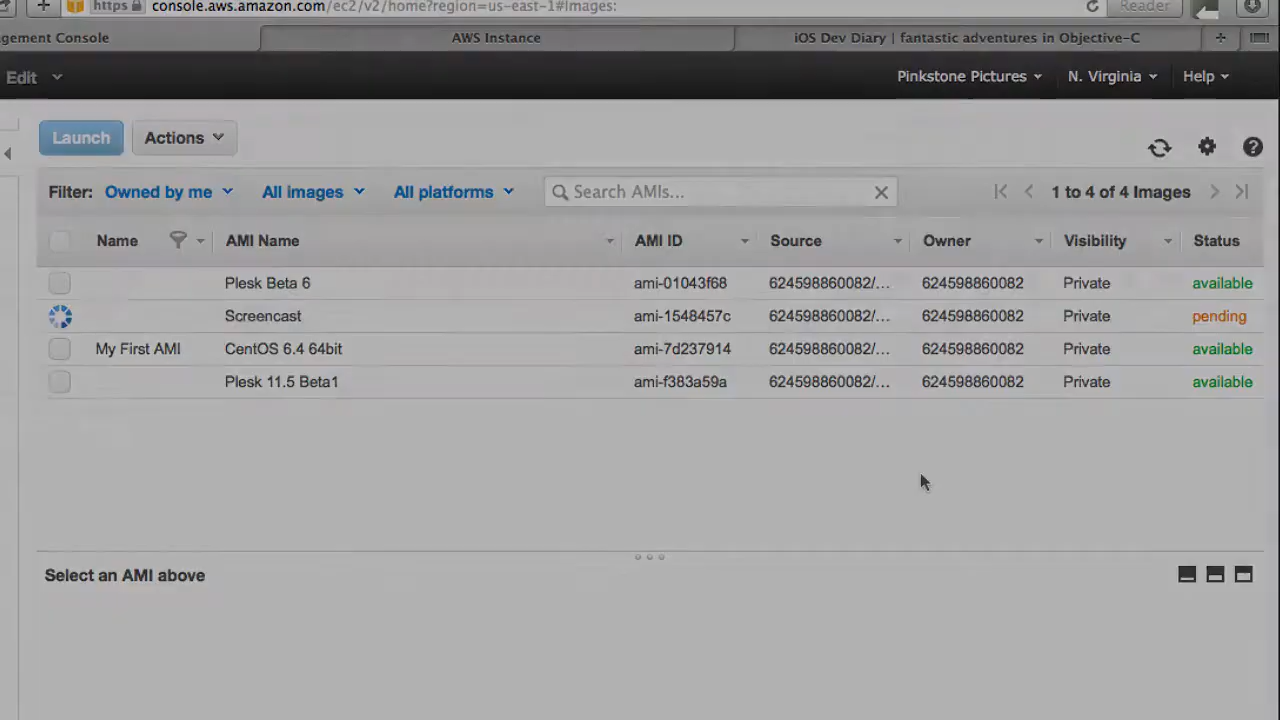 https console.aws.amazon.com/ec2/v2/home?region=us-east-1#Images: Reader
gement Console AWS Instance iOS Dev Diary | fantastic adventures in Objective-C
Edit Pinkstone Pictures N. Virginia Help
Launch Actions
Filter: Owned by me All images All platforms Search AMIs... 1 to 4 of 4 Images
Name AMI Name AMI ID Source Owner Visibility Status
Plesk Beta 6 ami-01043f68 624598860082/... 624598860082 Private available
Screencast ami-1548457c 624598860082/... 624598860082 Private pending
My First AMI CentOS 6.4 64bit ami-7d237914 624598860082/... 624598860082 Private available
Plesk 11.5 Beta1 ami-f383a59a 624598860082/... 624598860082 Private available
Select an AMI above